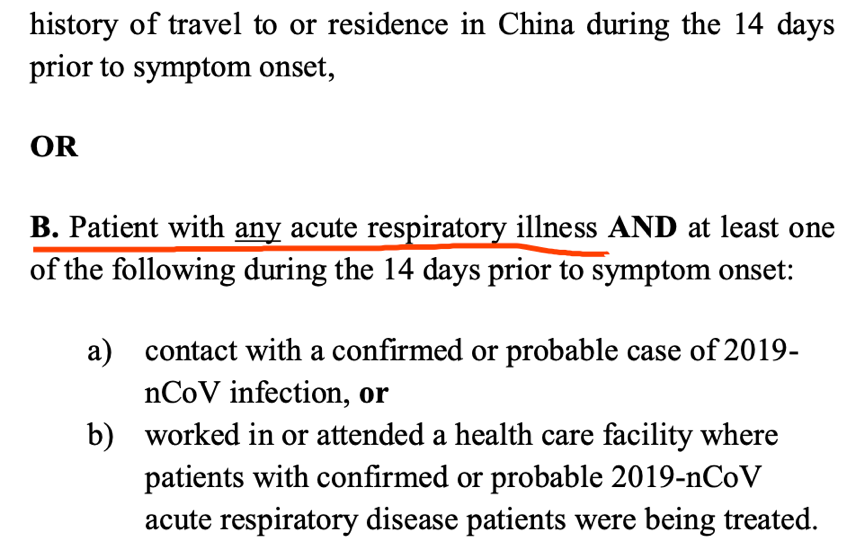 history of travel to or residence in China during the 14 days
prior to symptom onset,
OR
B. Patient with any acute respiratory illness AND at least one
of the following during the 14 days prior to symptom onset:
a) contact with a confirmed or probable case of 2019-
nCoV infection, or
b) worked in or attended a health care facility where
patients with confirmed or probable 2019-nCoV
acute respiratory disease patients were being treated.